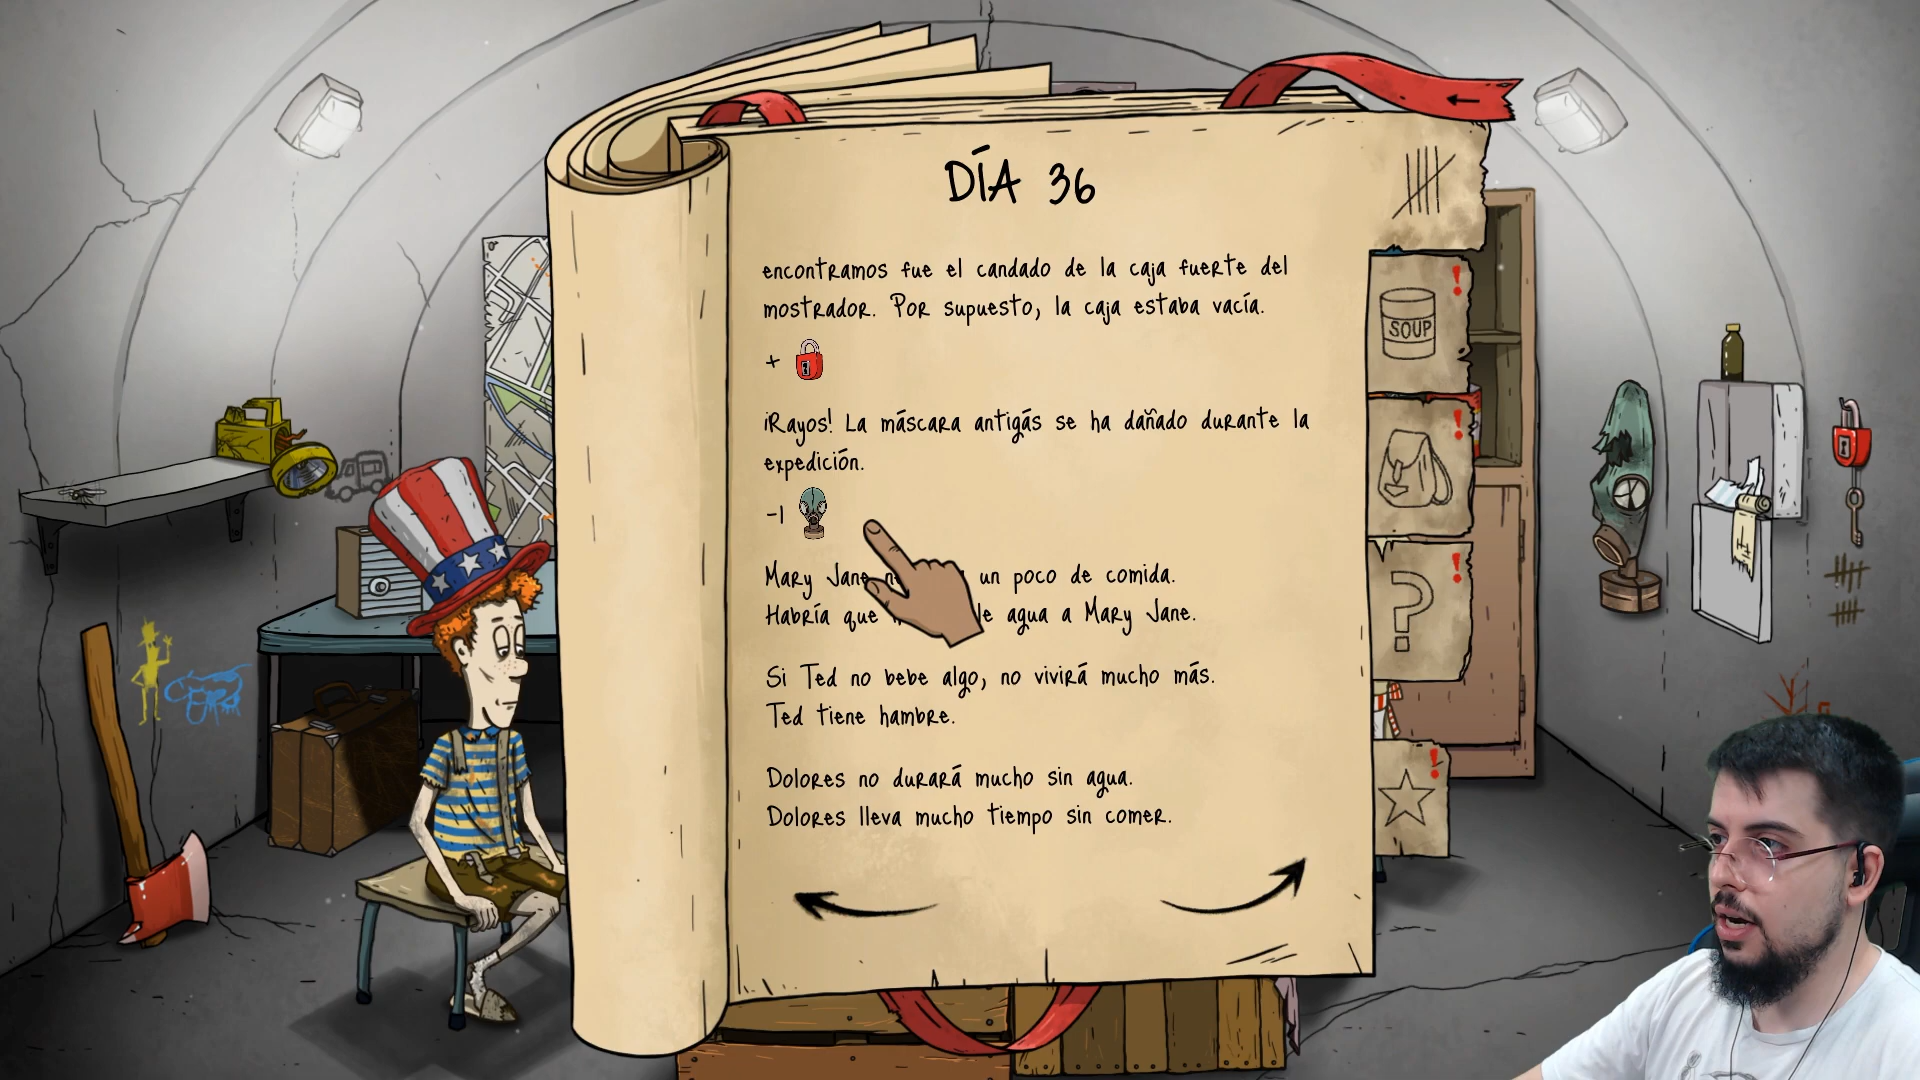 DÍA 36
encontramos fue el candado de la caja fuerte del
mostrador. Por supuesto, la caja estaba vacía.
+
¡Rayos! La máscara antigás se ha dañado durante la
expedición.
-1
Mary Jane un poco de comida.
Habría que agua a Mary Jane.
Si Ted no bebe algo, no vivirá mucho más.
Ted tiene hambre.
Dolores no durará mucho sin agua.
Dolores lleva mucho tiempo sin comer.
!
SOUP
!
!
?
!